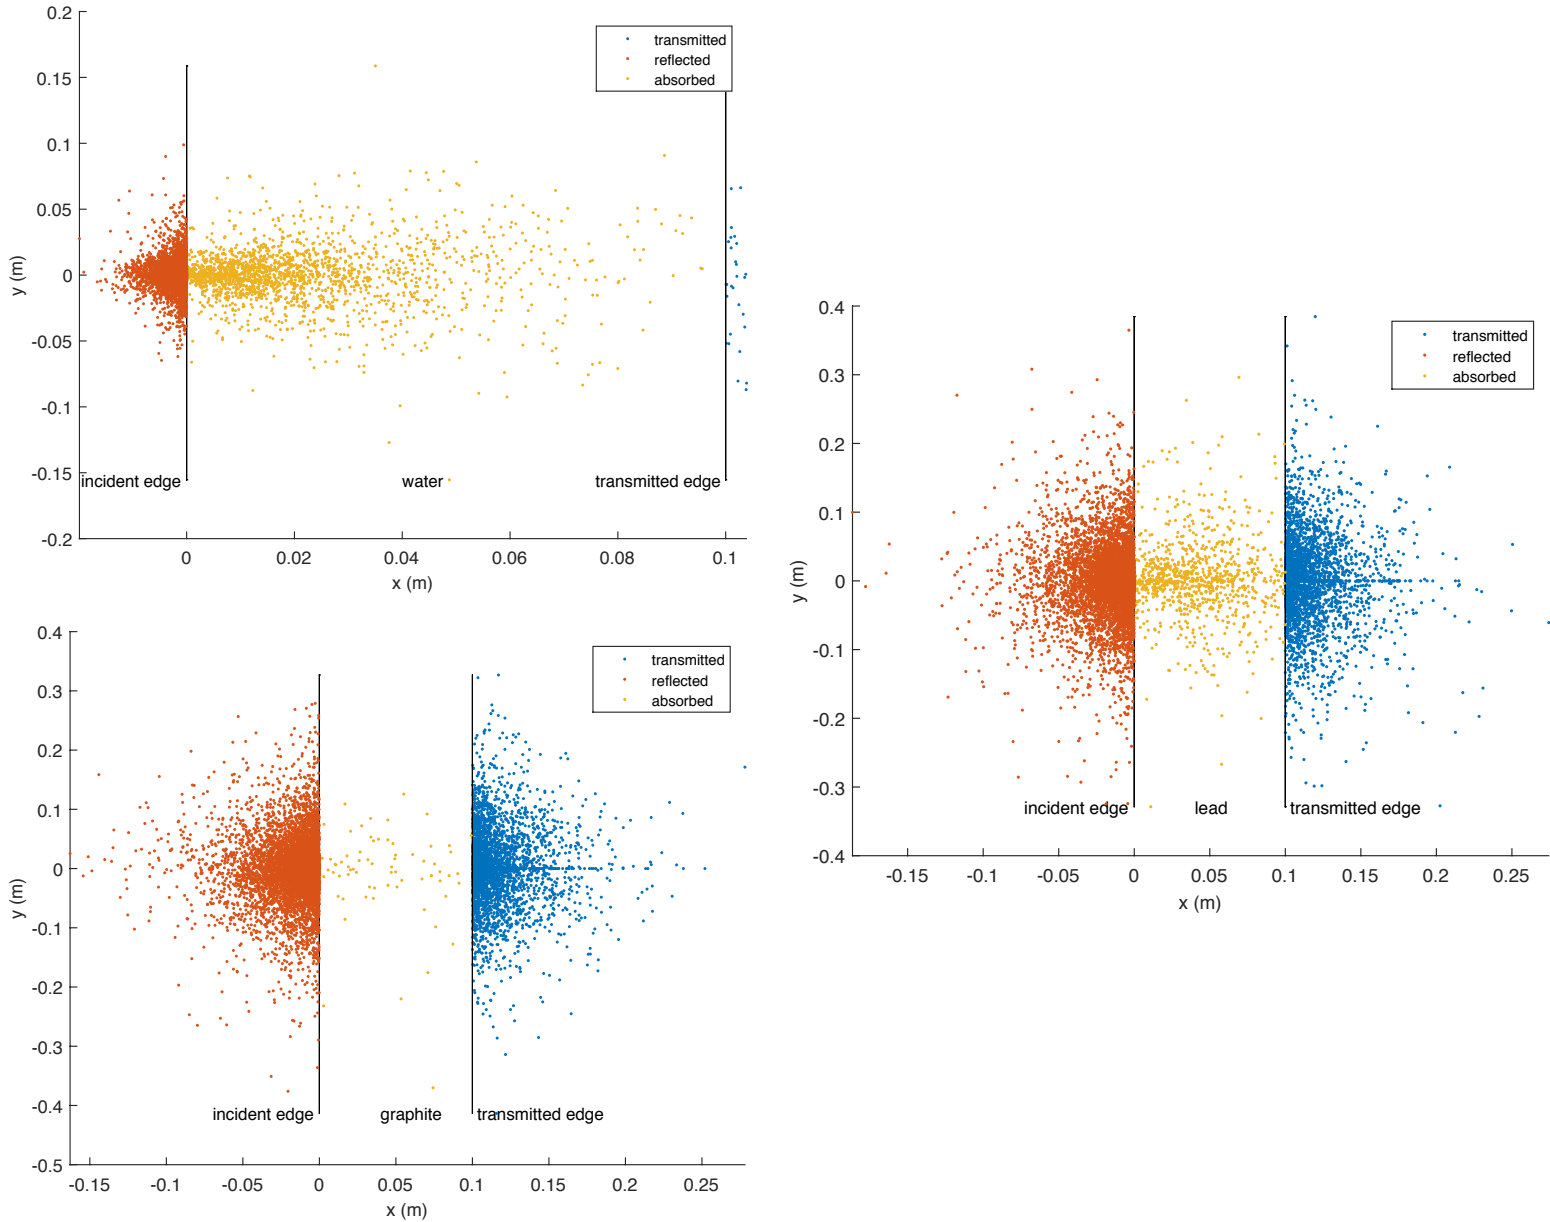 0.2
0.15
0.1
0.05
0
-0.05
-0.1
-0.15
-0.2
y (m)
transmitted
reflected
absorbed
incident edge
water
transmitted edge
0
0.02
0.04
0.06
0.08
0.1
x (m)
0.4
0.3
0.2
0.1
0
-0.1
-0.2
-0.3
-0.4
-0.5
y (m)
transmitted
reflected
absorbed
incident edge
graphite
transmitted edge
-0.15
-0.1
-0.05
0
0.05
0.1
0.15
0.2
0.25
x (m)
0.4
0.3
0.2
0.1
0
-0.1
-0.2
-0.3
-0.4
y (m)
transmitted
reflected
absorbed
incident edge
lead
transmitted edge
-0.15
-0.1
-0.05
0
0.05
0.1
0.15
0.2
0.25
x (m)